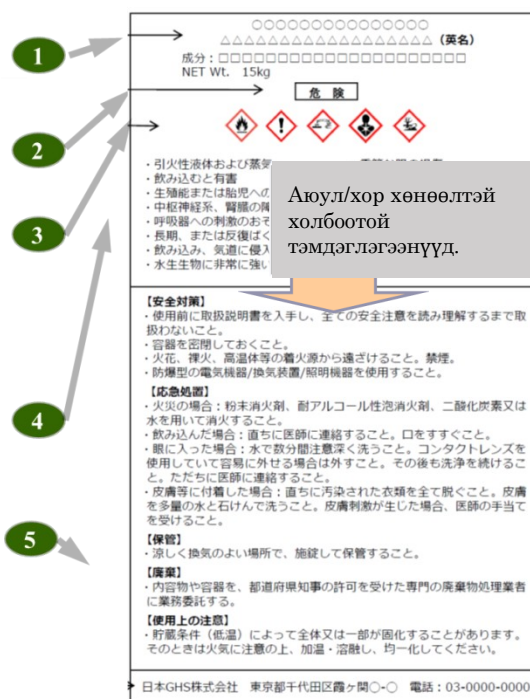 ○○○○○○○○○○○○○○○
△△△△△△△△△△△△△△△△△△ (英名)
成分：□□□□□□□□□□□□□□□□□□□□□
NET Wt. 15kg
1
危 険
2
3
・引火性液体および蒸気
・飲み込むと有害
・生殖能または胎児への
・中枢神経系、腎臓の障
・呼吸器への刺激のおそ
・長期、または反復ばく
・飲み込み、気道に侵入
・水生生物に非常に強い
Аюул/хор хөнөөлтэй
холбоотой
тэмдэглэгээнүүд.
4
【安全対策】
・使用前に取扱説明書を入手し、全ての安全注意を読み理解するまで取
扱わないこと。
・容器を密閉しておくこと。
・火花、裸火、高温体等の着火源から遠ざけること。禁煙。
・防爆型の電気機器/換気装置/照明機器を使用すること。
【応急処置】
・火災の場合：粉末消火剤、耐アルコール性泡消火剤、二酸化炭素又は
水を用いて消火すること。
・飲み込んだ場合：直ちに医師に連絡すること。口をすすぐこと。
・眼に入った場合：水で数分間注意深く洗うこと。コンタクトレンズを
使用していて容易に外せる場合は外すこと。その後も洗浄を続けるこ
と。ただちに医師に連絡すること。
・皮膚等に付着した場合：直ちに汚染された衣類を全て脱ぐこと。皮膚
を多量の水と石けんで洗うこと。皮膚刺激が生じた場合、医師の手当て
を受けること。
5
【保管】
・涼しく換気のよい場所で、施錠して保管すること。
【廃棄】
・内容物や容器を、都道府県知事の許可を受けた専門の廃棄物処理業者
に業務委託する。
【使用上の注意】
・貯蔵条件（低温）によって全体又は一部が固化することがあります。
そのときは火気に注意の上、加温・溶融し、均一化してください。
日本GHS株式会社 東京都千代田区霞ヶ関○-○ 電話：03-0000-0000